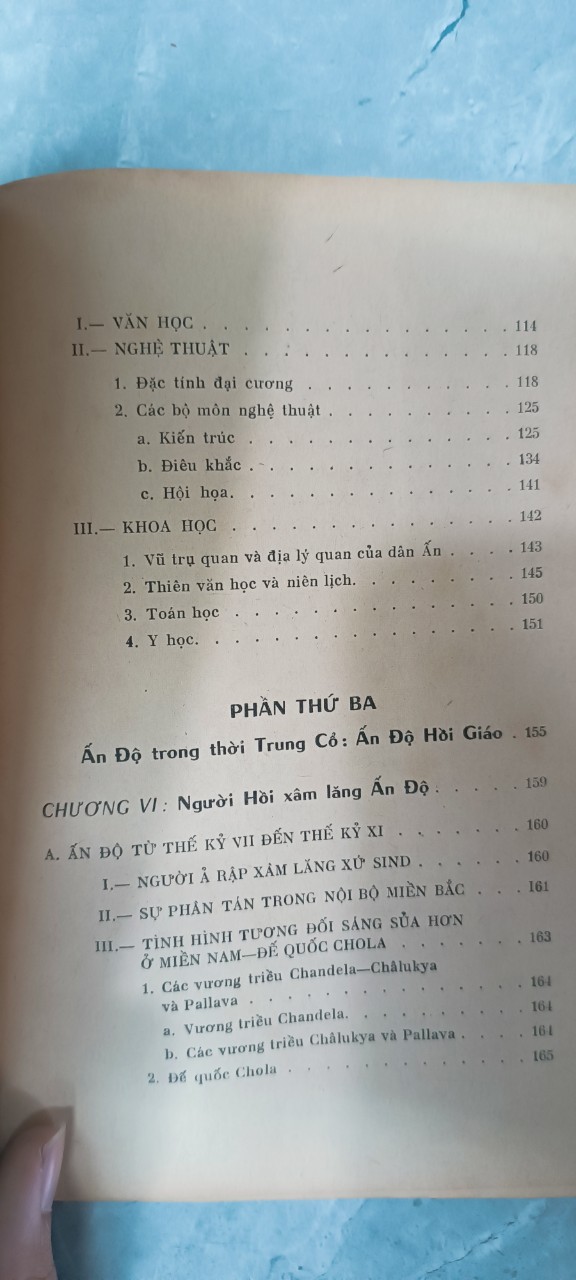 I.— VĂN HỌC . . . . . . . . . . . . 114
II.— NGHỆ THUẬT . . . . . . . . . . 118
1. Đặc tính đại cương . . . . . . . . . . 118
2. Các bộ môn nghệ thuật . . . . . . . . 125
a. Kiến trúc . . . . . . . . . . . 125
b. Điêu khắc . . . . . . . . . . . 134
c. Hội họa. . . . . . . . . . . . 141
III.— KHOA HỌC . . . . . . . . . . . 142
1. Vũ trụ quan và địa lý quan của dân Ấn . . . . 143
2. Thiên văn học và niên lịch. . . . . . . . 145
3. Toán học . . . . . . . . . . . . 150
4. Y học. . . . . . . . . . . . . 151
PHẦN THỨ BA
Ấn Độ trong thời Trung Cổ : Ấn Độ Hồi Giáo . 155
CHƯƠNG VI : Người Hồi xâm lăng Ấn Độ . . . . . 159
A. ẤN ĐỘ TỪ THẾ KỶ VII ĐẾN THẾ KỶ XI . . . . . 160
I.— NGƯỜI Ả RẬP XÂM LĂNG XỨ SIND . . . . . 160
II.— SỰ PHÂN TÁN TRONG NỘI BỘ MIỀN BẮC . . . 161
III.— TÌNH HÌNH TƯƠNG ĐỐI SÁNG SỦA HƠN
Ở MIỀN NAM—ĐẾ QUỐC CHOLA . . . . . . 163
1. Các vương triều Chandela—Châlukya
và Pallava . . . . . . . . . . . 164
a. Vương triều Chandela. . . . . . . . 164
b. Các vương triều Châlukya và Pallava . . . . 164
2. Đế quốc Chola . . . . . . . . . . 165